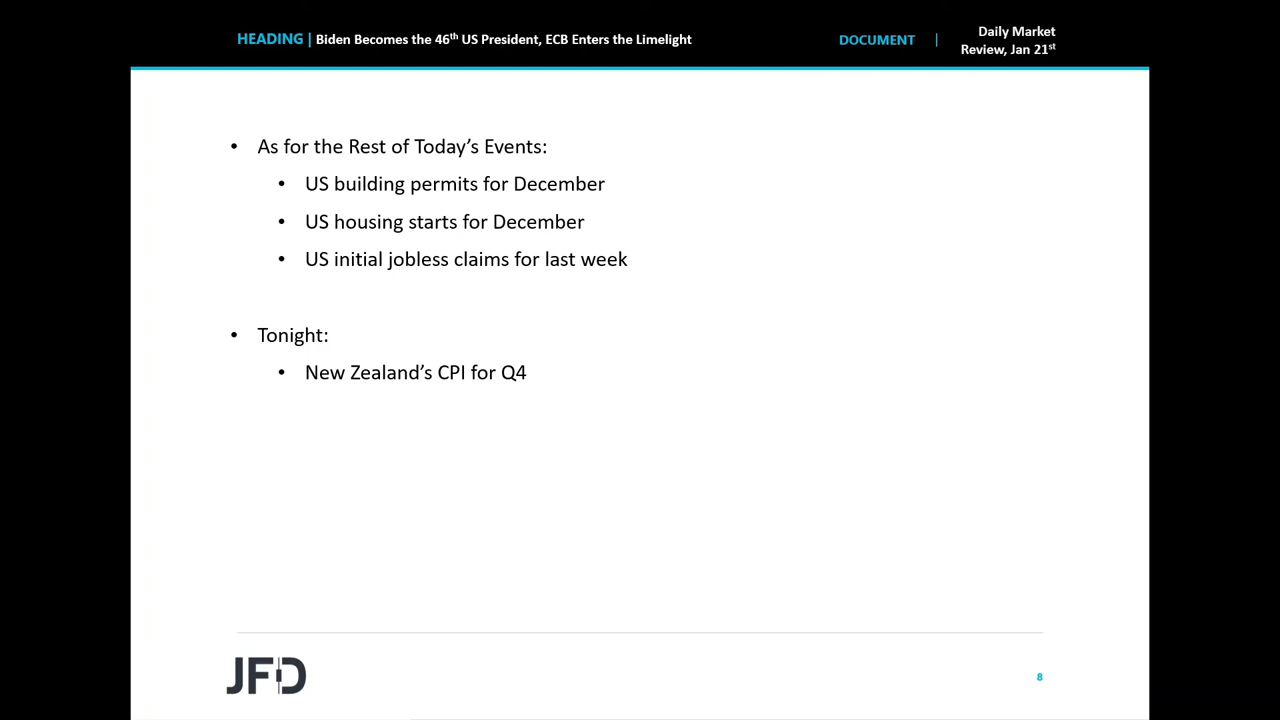 HEADING | Biden Becomes the 46th US President, ECB Enters the Limelight
DOCUMENT |
Daily Market
Review, Jan 21st
• As for the Rest of Today’s Events:
• US building permits for December
• US housing starts for December
• US initial jobless claims for last week
• Tonight:
• New Zealand’s CPI for Q4
JFD
8